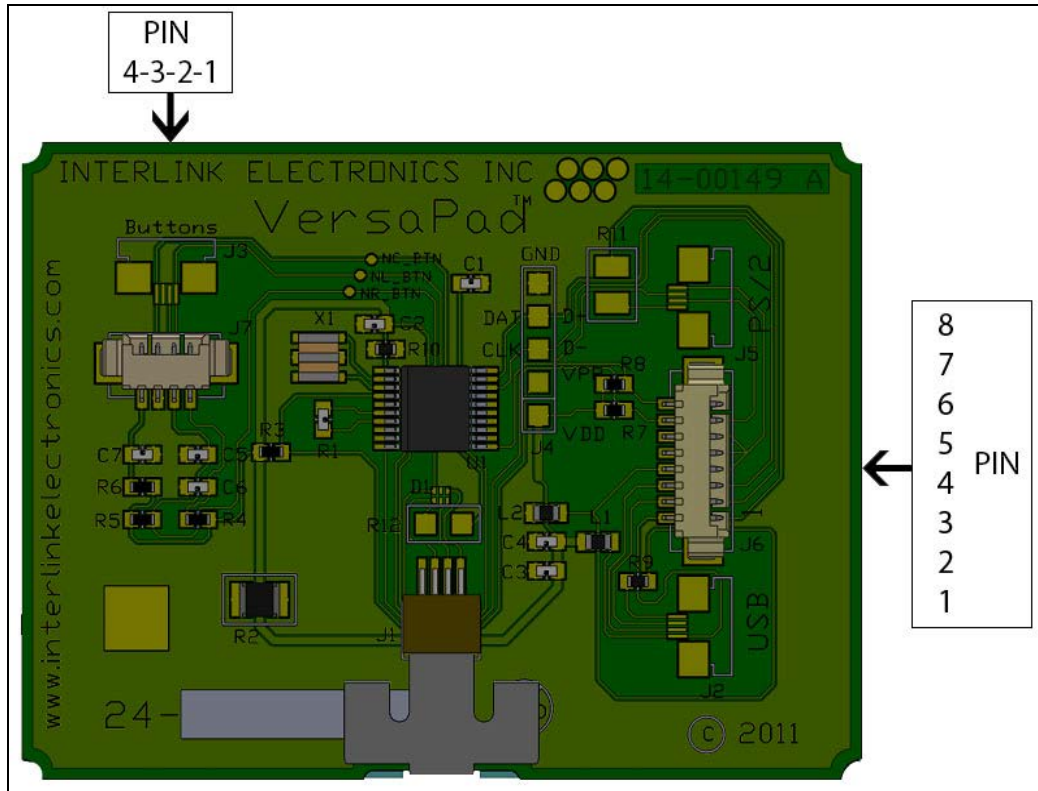 PIN
4-3-2-1
INTERLINK ELECTRONICS INC
14-00149 A
VersaPad™
Buttons
J3
NC_BTN
NL_BTN
NR_BTN
C1
GND
R11
PS/2
J7
X1
C2
R10
DAT
D+
CLK
D-
VPP
VDD
J4
R8
R7
J5
8
7
6
5
4
3
2
1
PIN
C7
C5
R3
R1
U1
R6
C6
R5
R4
D1
R12
L2
L1
1
C4
C3
J6
R9
R2
J1
USB
J2
www.interlinkelectronics.com
24-
© 2011